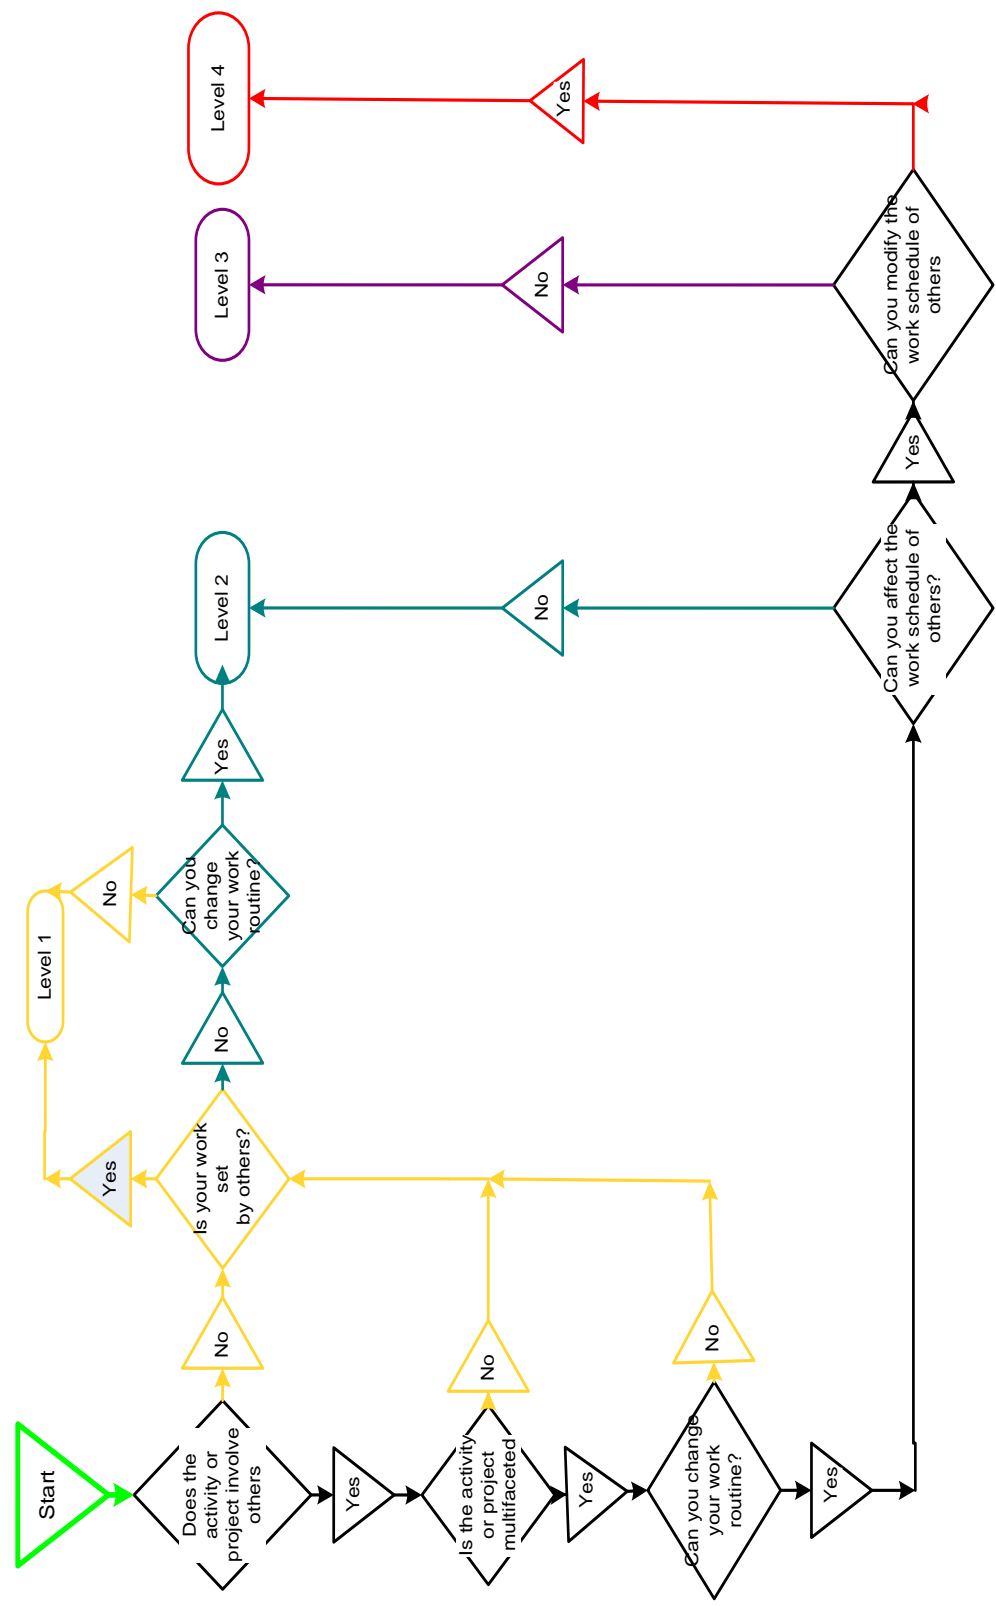 Start
Does the
activity or
project involve
others
No
Is your work
set
by others?
Yes
Level 1
No
Can you
change
your work
routine?
No
Yes
Level 2
Yes
Is the activity
or project
multifaceted
No
Yes
Can you change
your work
routine?
No
Yes
Can you affect the
work schedule of
others?
No
Yes
Can you modify the
work schedule of
others
No
Level 3
Yes
Level 4